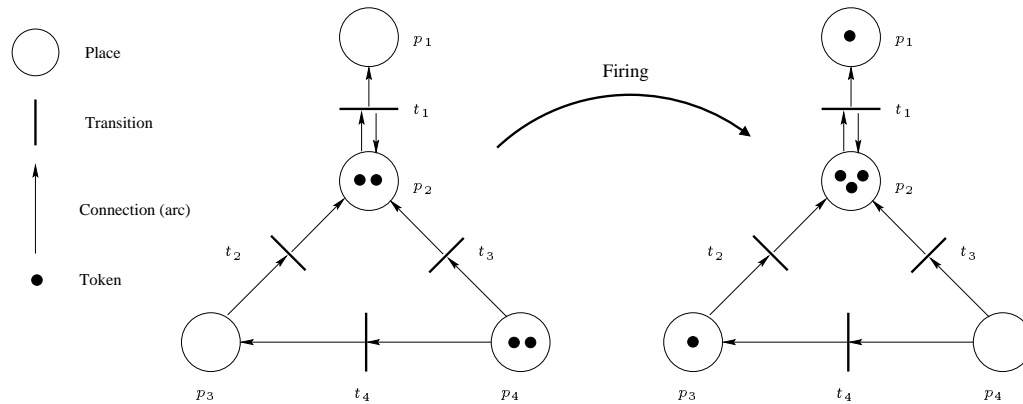 Place
Transition
Connection (arc)
Token
p1
t1
p2
t2
t3
p3
t4
p4
Firing
p1
t1
p2
t2
t3
p3
t4
p4